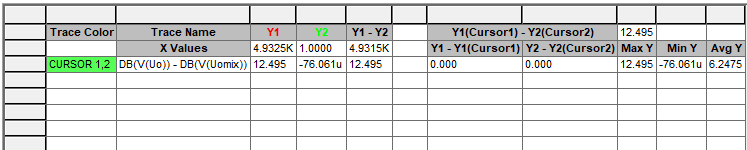 Trace Color Trace Name Y1 Y2 Y1 - Y2 Y1(Cursor1) - Y2(Cursor2) 12.495
X Values 4.9325K 1.0000 4.9315K Y1 - Y1(Cursor1) Y2 - Y2(Cursor2) Max Y Min Y Avg Y
CURSOR 1,2 DB(V(Uo)) - DB(V(Uomix)) 12.495 -76.061u 12.495 0.000 0.000 12.495 -76.061u 6.2475